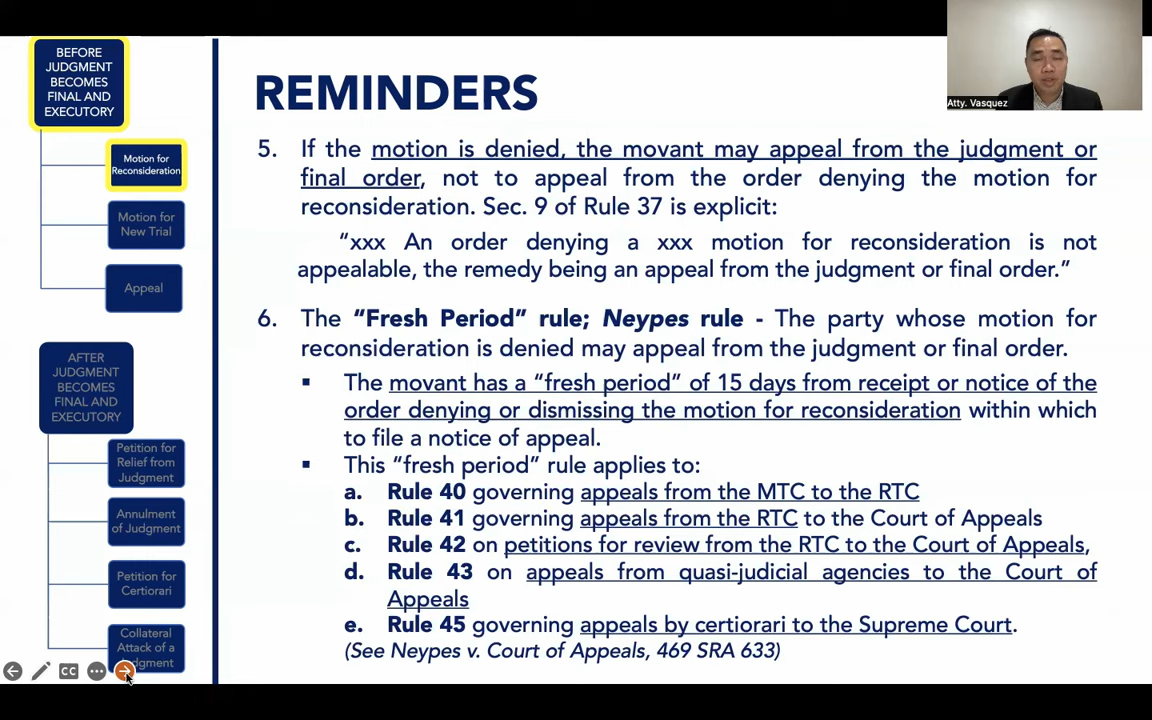 BEFORE
JUDGMENT
BECOMES
FINAL AND
EXECUTORY
Motion for
Reconsideration
Motion for
New Trial
Appeal
AFTER
JUDGMENT
BECOMES
FINAL AND
EXECUTORY
Petition for
Relief from
Judgment
Annulment
of Judgment
Petition for
Certiorari
Collateral
Attack of a
Judgment
CC
REMINDERS
5. If the motion is denied, the movant may appeal from the judgment or
final order, not to appeal from the order denying the motion for
reconsideration. Sec. 9 of Rule 37 is explicit:
“xxx An order denying a xxx motion for reconsideration is not
appealable, the remedy being an appeal from the judgment or final order.”
6. The “Fresh Period” rule; Neypes rule - The party whose motion for
reconsideration is denied may appeal from the judgment or final order.
▪ The movant has a “fresh period” of 15 days from receipt or notice of the
order denying or dismissing the motion for reconsideration within which
to file a notice of appeal.
▪ This “fresh period” rule applies to:
a. Rule 40 governing appeals from the MTC to the RTC
b. Rule 41 governing appeals from the RTC to the Court of Appeals
c. Rule 42 on petitions for review from the RTC to the Court of Appeals,
d. Rule 43 on appeals from quasi-judicial agencies to the Court of
Appeals
e. Rule 45 governing appeals by certiorari to the Supreme Court.
(See Neypes v. Court of Appeals, 469 SRA 633)
Atty. Vasquez